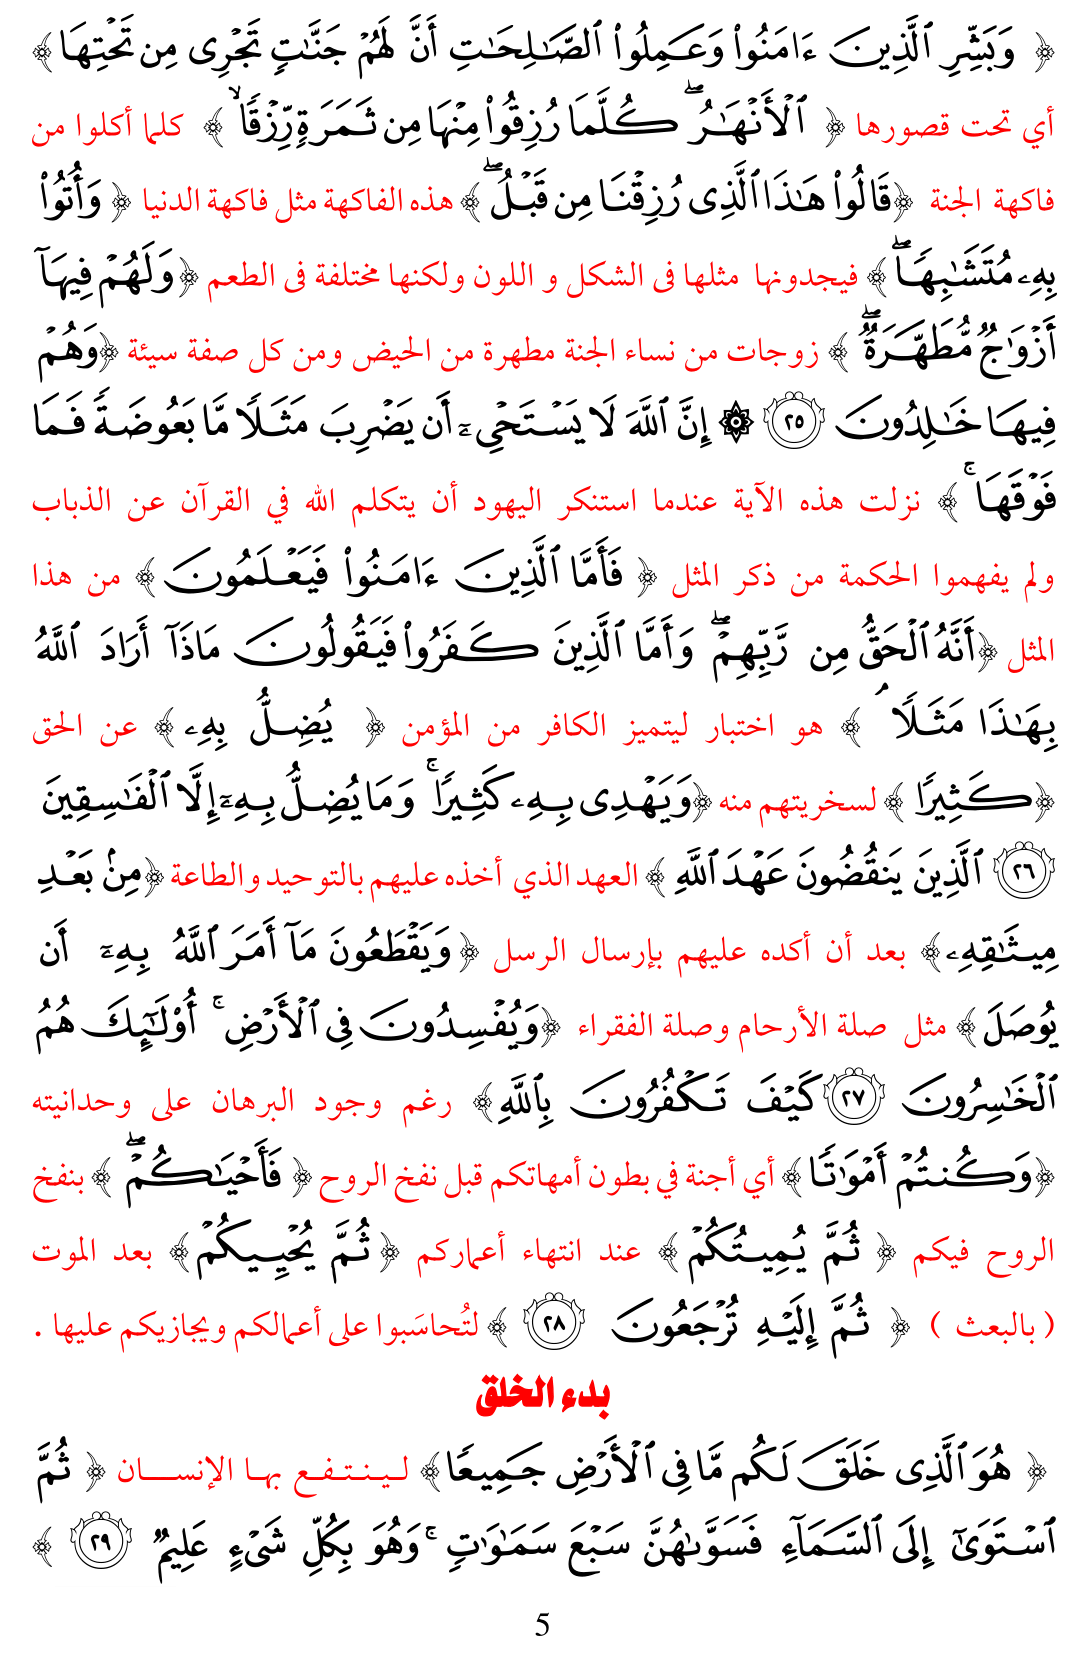 ﴿ وَبَشِّرِ ٱلَّذِينَ ءَامَنُوا۟ وَعَمِلُوا۟ ٱلصَّـٰلِحَـٰتِ أَنَّ لَهُمْ جَنَّـٰتٍ تَجْرِى مِن تَحْتِهَا ﴾
أي تحت قصورها ﴿ ٱلْأَنْهَـٰرُ ۖ كُلَّمَا رُزِقُوا۟ مِنْهَا مِن ثَمَرَةٍ رِّزْقًا ۙ ﴾ كلما أكلوا من
فاكهة الجنة ﴿قَالُوا۟ هَـٰذَا ٱلَّذِى رُزِقْنَا مِن قَبْلُ ۖ ﴾ هذه الفاكهة مثل فاكهة الدنيا ﴿ وَأُتُوا۟
بِهِۦ مُتَشَـٰبِهًا ۖ ﴾ فيجدونها مثلها فى الشكل و اللون ولكنها مختلفة فى الطعم ﴿وَلَهُمْ فِيهَآ
أَزْوَٰجٌ مُّطَهَّرَةٌ ۖ ﴾ زوجات من نساء الجنة مطهرة من الحيض ومن كل صفة سيئة ﴿وَهُمْ
فِيهَا خَـٰلِدُونَ ٢٥ ۞ إِنَّ ٱللَّهَ لَا يَسْتَحْىِۦٓ أَن يَضْرِبَ مَثَلًا مَّا بَعُوضَةً فَمَا
فَوْقَهَا ۚ ﴾ نزلت هذه الآية عندما استنكر اليهود أن يتكلم الله في القرآن عن الذباب
ولم يفهموا الحكمة من ذكر المثل ﴿ فَأَمَّا ٱلَّذِينَ ءَامَنُوا۟ فَيَعْلَمُونَ ﴾ من هذا
المثل ﴿أَنَّهُ ٱلْحَقُّ مِن رَّبِّهِمْ ۖ وَأَمَّا ٱلَّذِينَ كَفَرُوا۟ فَيَقُولُونَ مَاذَآ أَرَادَ ٱللَّهُ
بِهَـٰذَا مَثَلًا ۘ ﴾ هو اختبار ليتميز الكافر من المؤمن ﴿ يُضِلُّ بِهِۦ ﴾ عن الحق
﴿كَثِيرًا ﴾ لسخريتهم منه ﴿وَيَهْدِى بِهِۦ كَثِيرًا ۚ وَمَا يُضِلُّ بِهِۦٓ إِلَّا ٱلْفَـٰسِقِينَ
٢٦ ٱلَّذِينَ يَنقُضُونَ عَهْدَ ٱللَّهِ ﴾ العهد الذي أخذه عليهم بالتوحيد والطاعة ﴿مِنۢ بَعْدِ
مِيثَـٰقِهِۦ﴾ بعد أن أكده عليهم بإرسال الرسل ﴿ وَيَقْطَعُونَ مَآ أَمَرَ ٱللَّهُ بِهِۦٓ أَن
يُوصَلَ ﴾ مثل صلة الأرحام وصلة الفقراء ﴿وَيُفْسِدُونَ فِى ٱلْأَرْضِ ۚ أُو۟لَـٰٓئِكَ هُمُ
ٱلْخَـٰسِرُونَ ٢٧ كَيْفَ تَكْفُرُونَ بِٱللَّهِ﴾ رغم وجود البرهان على وحدانيته
﴿وَكُنتُمْ أَمْوَٰتًا ﴾ أي أجنة في بطون أمهاتكم قبل نفخ الروح ﴿ فَأَحْيَـٰكُمْ ۖ ﴾ بنفخ
الروح فيكم ﴿ ثُمَّ يُمِيتُكُمْ ﴾ عند انتهاء أعماركم ﴿ ثُمَّ يُحْيِيكُمْ ﴾ بعد الموت
( بالبعث ) ﴿ ثُمَّ إِلَيْهِ تُرْجَعُونَ ٢٨ ﴾ لتُحاسَبوا على أعمالكم ويجازيكم عليها .
بدء الخلق
﴿ هُوَ ٱلَّذِى خَلَقَ لَكُم مَّا فِى ٱلْأَرْضِ جَمِيعًا﴾ لـيـنـتـفـع بهـا الإنسـان ﴿ ثُمَّ
ٱسْتَوَىٰٓ إِلَى ٱلسَّمَآءِ فَسَوَّىٰهُنَّ سَبْعَ سَمَـٰوَٰتٍ ۚ وَهُوَ بِكُلِّ شَىْءٍ عَلِيمٌ ٢٩ ﴾
5